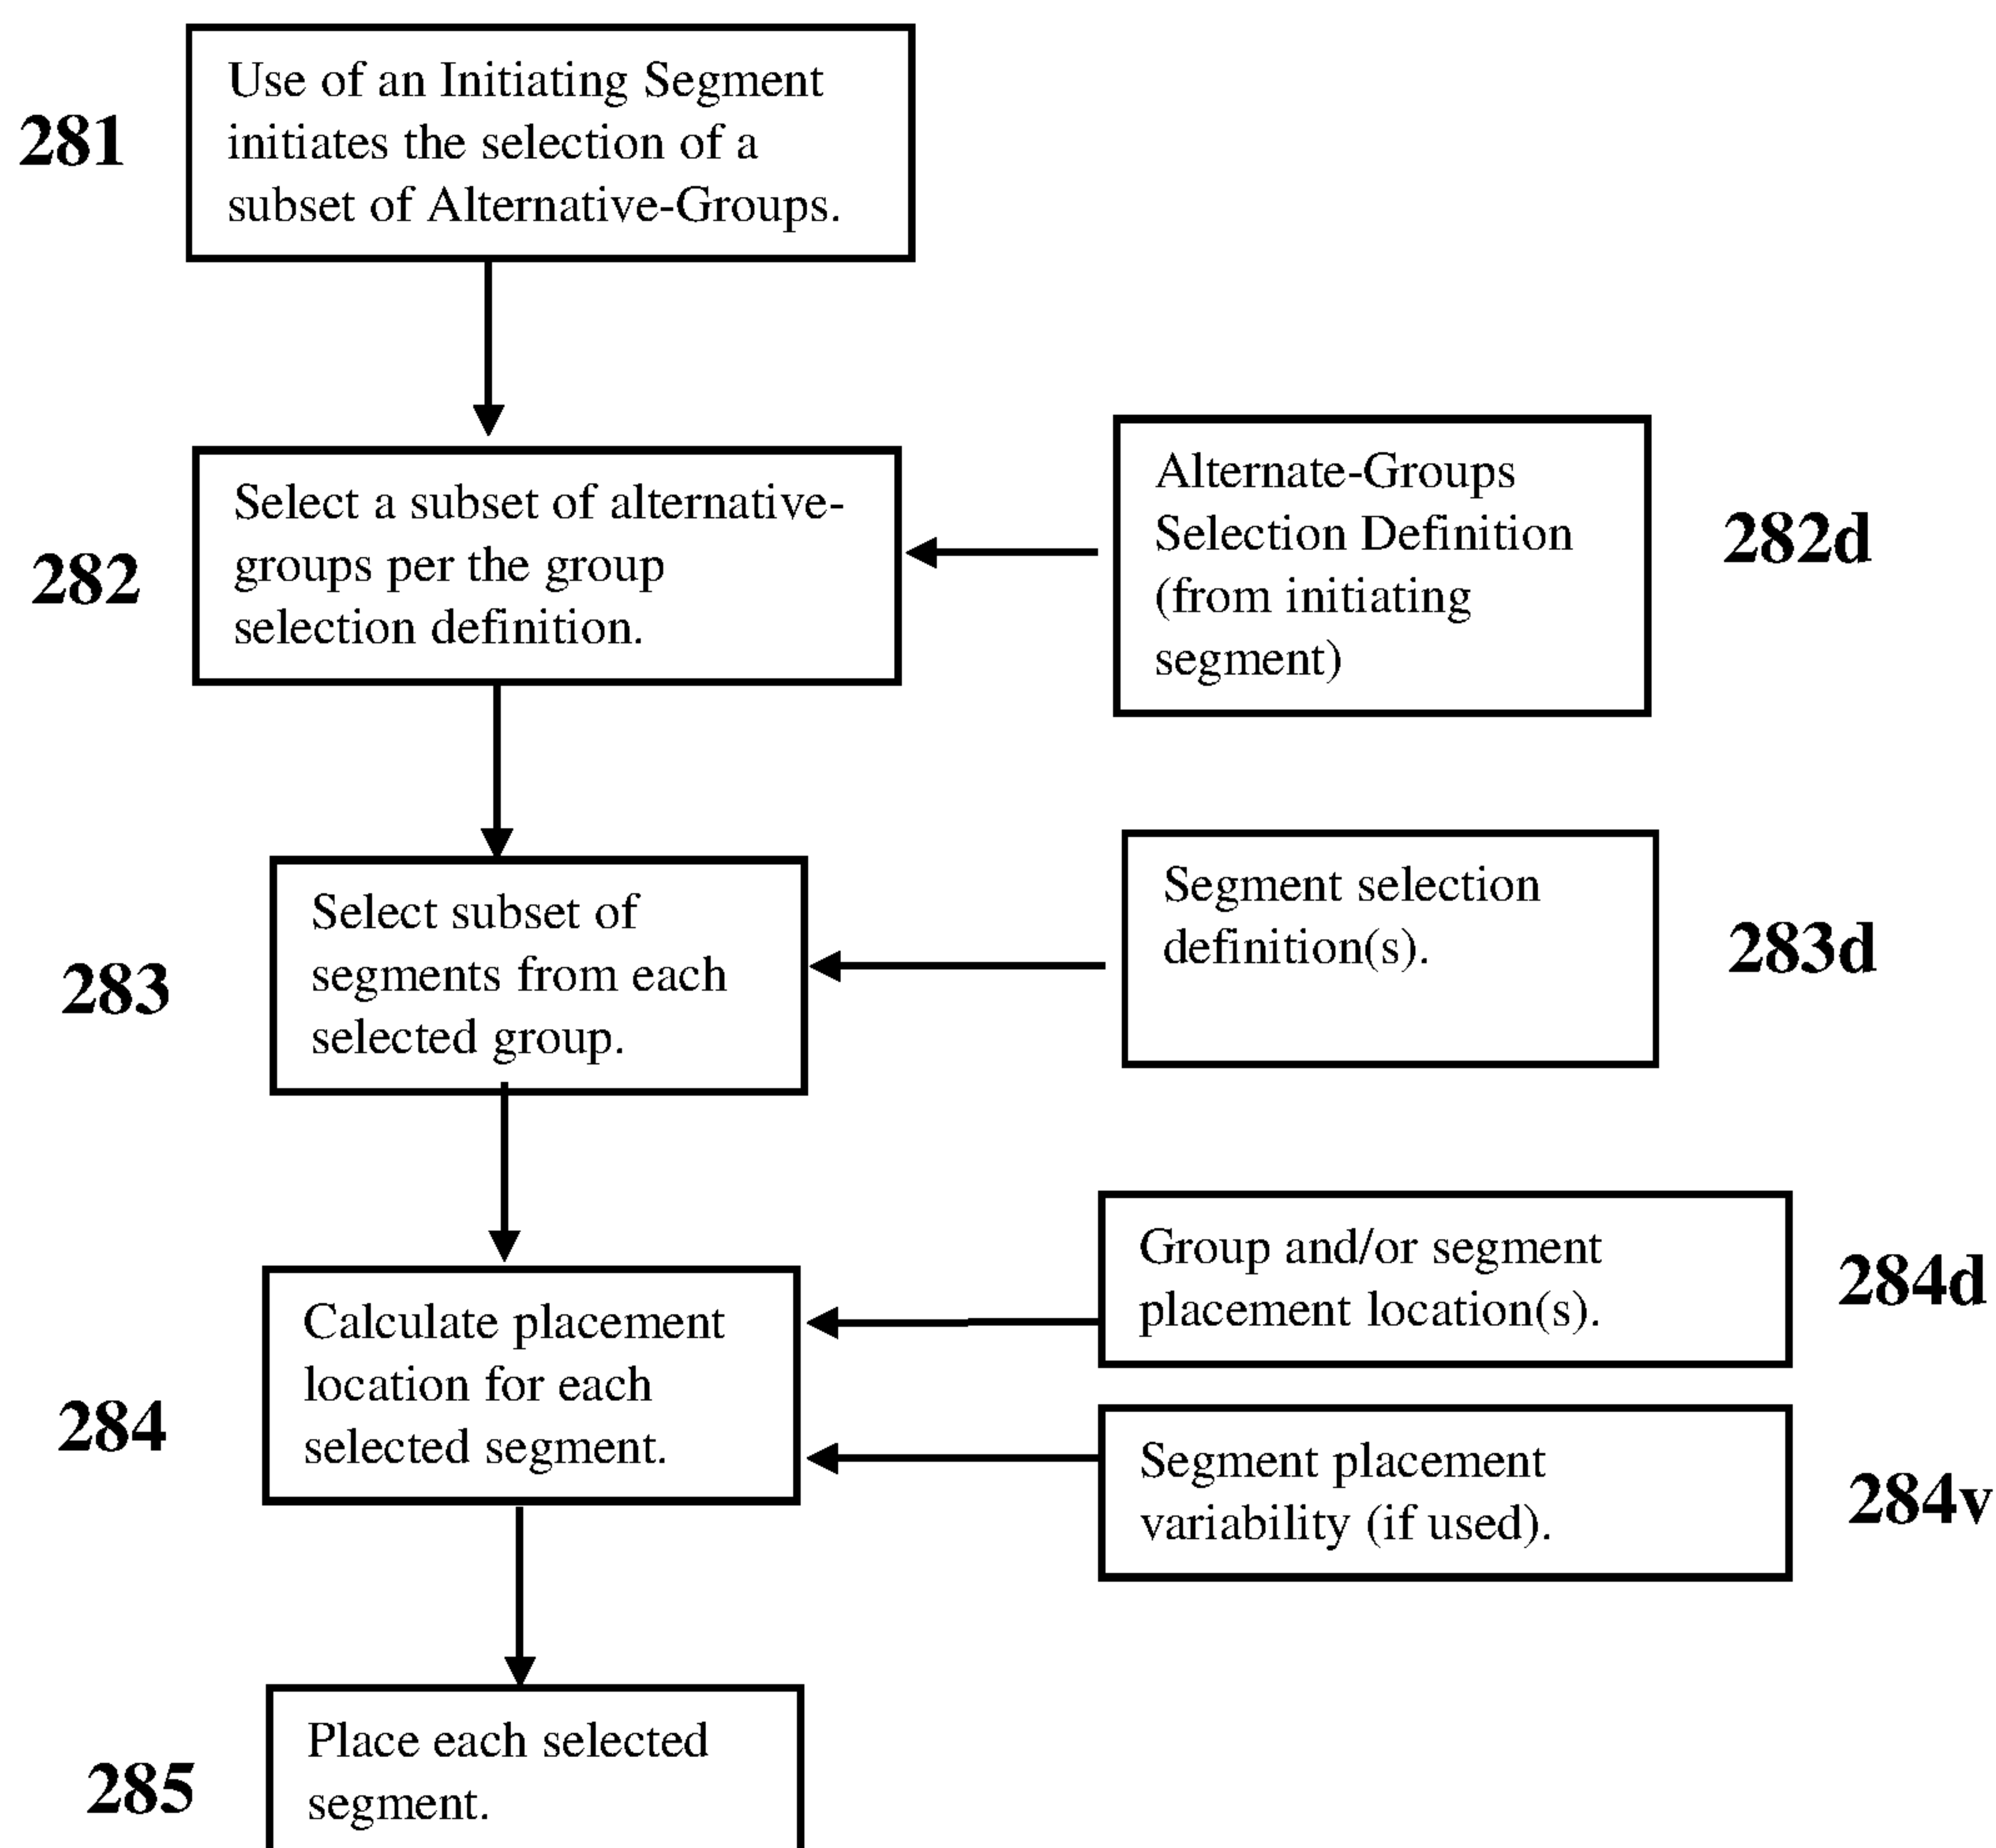 281
Use of an Initiating Segment
initiates the selection of a
subset of Alternative-Groups.
282
Select a subset of alternative-
groups per the group
selection definition.
Alternate-Groups
Selection Definition
(from initiating
segment)
282d
283
Select subset of
segments from each
selected group.
Segment selection
definition(s).
283d
284
Calculate placement
location for each
selected segment.
Group and/or segment
placement location(s).
284d
Segment placement
variability (if used).
284v
285
Place each selected
segment.